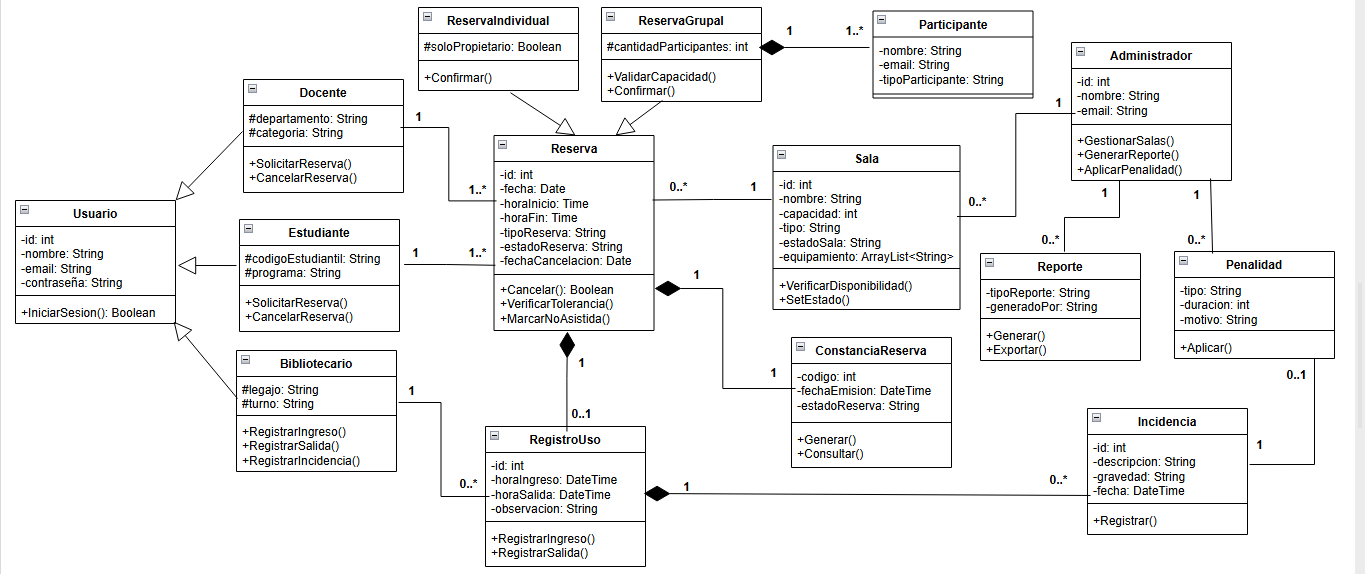 ReservaIndividual
#soloPropietario: Boolean
+Confirmar()
ReservaGrupal
#cantidadParticipantes: int
+ValidarCapacidad()
+Confirmar()
1
1..*
Participante
-nombre: String
-email: String
-tipoParticipante: String
Administrador
-id: int
-nombre: String
-email: String
+GestionarSalas()
+GenerarReporte()
+AplicarPenalidad()
Docente
#departamento: String
#categoria: String
+SolicitarReserva()
+CancelarReserva()
1
1..*
Reserva
-id: int
-fecha: Date
-horaInicio: Time
-horaFin: Time
-tipoReserva: String
-estadoReserva: String
-fechaCancelacion: Date
+Cancelar(): Boolean
+VerificarTolerancia()
+MarcarNoAsistida()
0..*
1
Sala
-id: int
-nombre: String
-capacidad: int
-tipo: String
-estadoSala: String
-equipamiento: ArrayList<String>
+VerificarDisponibilidad()
+SetEstado()
1
0..*
1
0..*
1
0..*
Usuario
-id: int
-nombre: String
-email: String
-contraseña: String
+IniciarSesion(): Boolean
Estudiante
#codigoEstudiantil: String
#programa: String
+SolicitarReserva()
+CancelarReserva()
1
1..*
Reporte
-tipoReporte: String
-generadoPor: String
+Generar()
+Exportar()
Penalidad
-tipo: String
-duracion: int
-motivo: String
+Aplicar()
0..1
1
Bibliotecario
#legajo: String
#turno: String
+RegistrarIngreso()
+RegistrarSalida()
+RegistrarIncidencia()
1
0..*
1
0..1
1
1
ConstanciaReserva
-codigo: int
-fechaEmision: DateTime
-estadoReserva: String
+Generar()
+Consultar()
RegistroUso
-id: int
-horaIngreso: DateTime
-horaSalida: DateTime
-observacion: String
+RegistrarIngreso()
+RegistrarSalida()
1
0..*
Incidencia
-id: int
-descripcion: String
-gravedad: String
-fecha: DateTime
+Registrar()